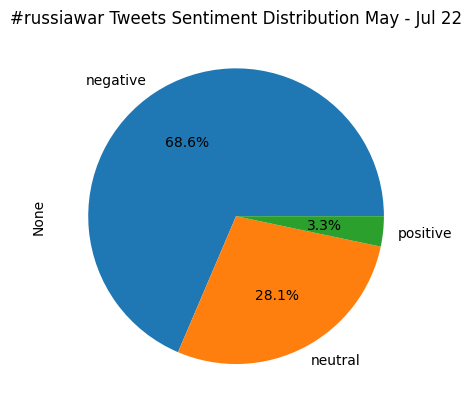 #russiawar Tweets Sentiment Distribution May - Jul 22
negative
68.6%
None
3.3%
positive
28.1%
neutral